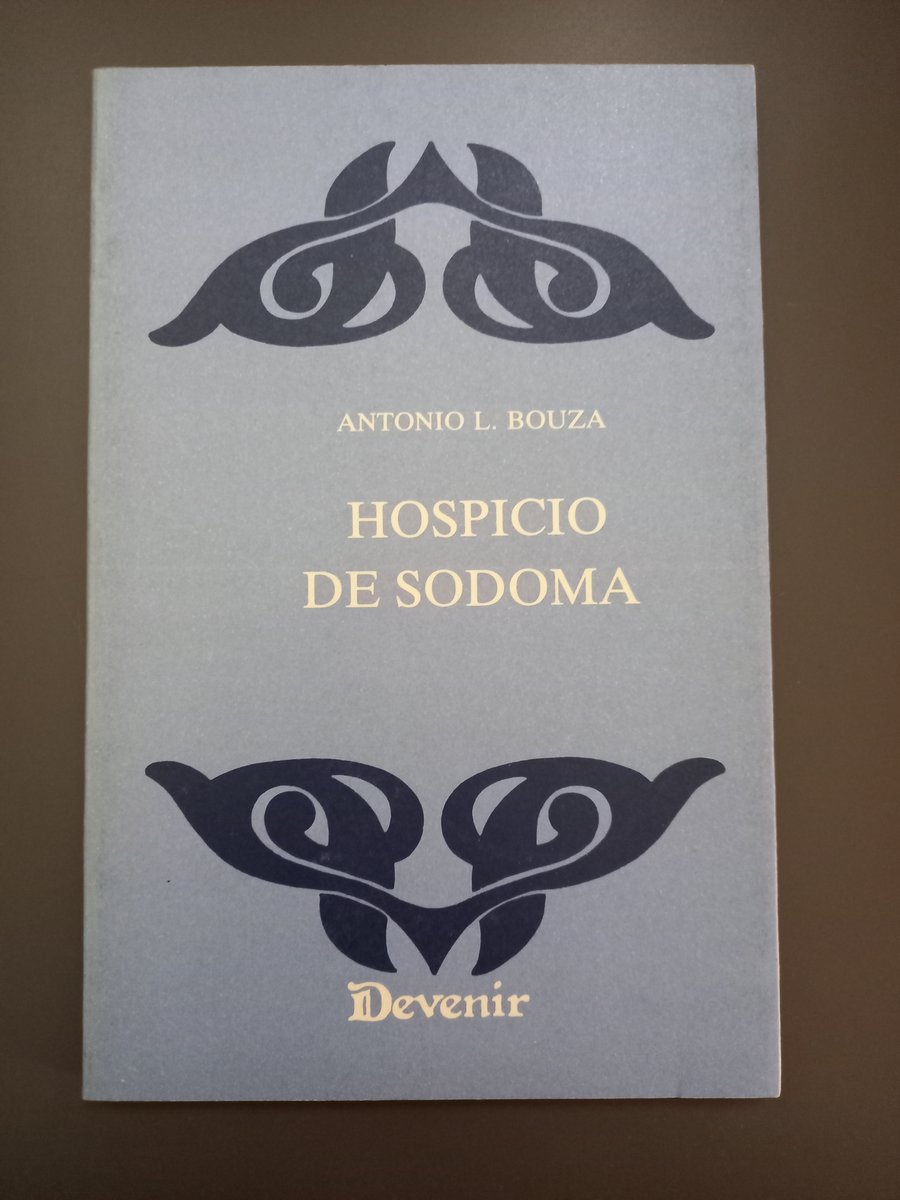 ANTONIO L. BOUZA
HOSPICIO
DE SODOMA
Devenir